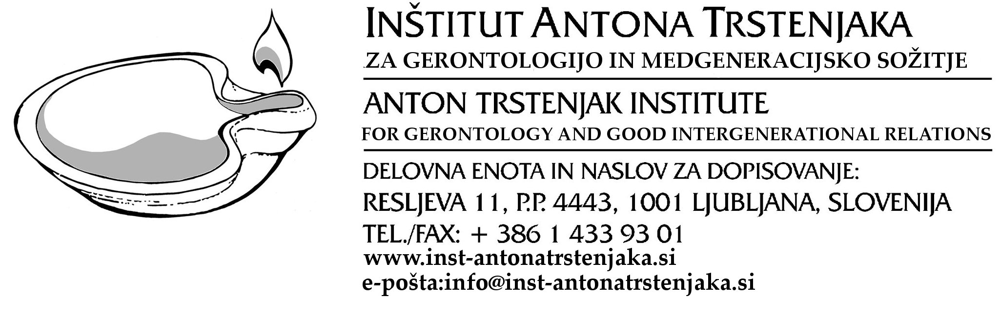 INŠTITUT ANTONA TRSTENJAKA
ZA GERONTOLOGIJO IN MEDGENERACIJSKO SOŽITJE
ANTON TRSTENJAK INSTITUTE
FOR GERONTOLOGY AND GOOD INTERGENERATIONAL RELATIONS
DELOVNA ENOTA IN NASLOV ZA DOPISOVANJE:
RESLJEVA 11, P.P. 4443, 1001 LJUBLJANA, SLOVENIJA
TEL./FAX: + 386 1 433 93 01
www.inst-antonatrstenjaka.si
e-pošta:info@inst-antonatrstenjaka.si